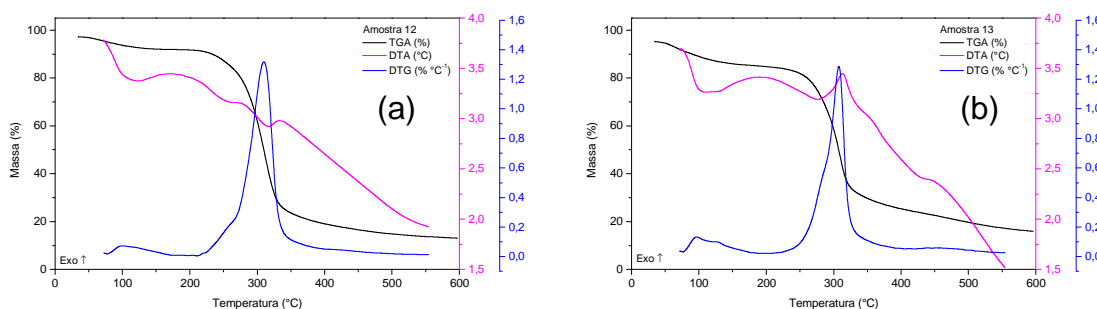 Amostra 12
TGA (%)
DTA (°C)
DTG (% °C⁻¹)
(a)
Massa (%)
100
80
60
40
20
0
4,0
3,5
3,0
2,5
2,0
1,5
1,6
1,4
1,2
1,0
0,8
0,6
0,4
0,2
0,0
Exo ↑
0 100 200 300 400 500 600
Temperatura (°C)
Amostra 13
TGA (%)
DTA (°C)
DTG (% °C⁻¹)
(b)
Massa (%)
100
80
60
40
20
0
4,0
3,5
3,0
2,5
2,0
1,5
1,6
1,4
1,2
1,0
0,8
0,6
0,4
0,2
0,0
Exo ↑
0 100 200 300 400 500 600
Temperatura (°C)